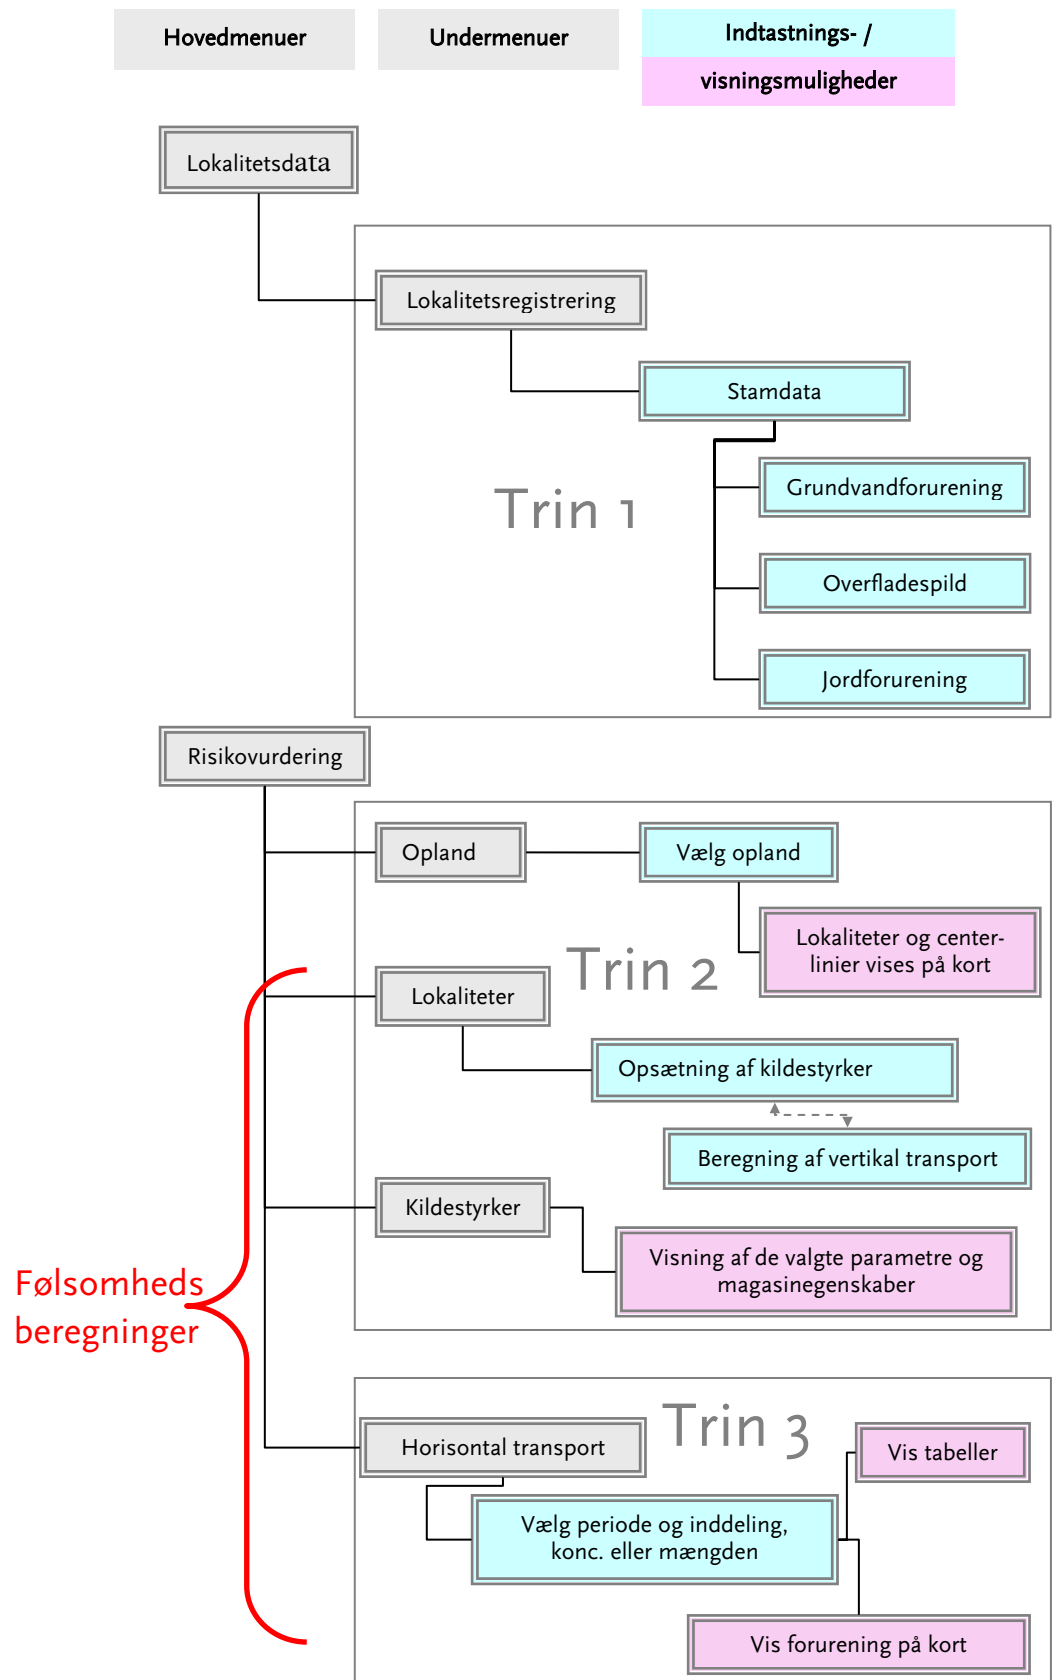 Hovedmenuer
Undermenuer
Indtastnings- /
visningsmuligheder
Lokalitetsdata
Lokalitetsregistrering
Stamdata
Trin 1
Grundvandforurening
Overfladespild
Jordforurening
Risikovurdering
Opland
Vælg opland
Trin 2
Lokaliteter og center-
linier vises på kort
Lokaliteter
Opsætning af kildestyrker
Beregning af vertikal transport
Kildestyrker
Visning af de valgte parametre og
magasinegenskaber
Følsomheds
beregninger
Trin 3
Horisontal transport
Vis tabeller
Vælg periode og inddeling,
konc. eller mængden
Vis forurening på kort